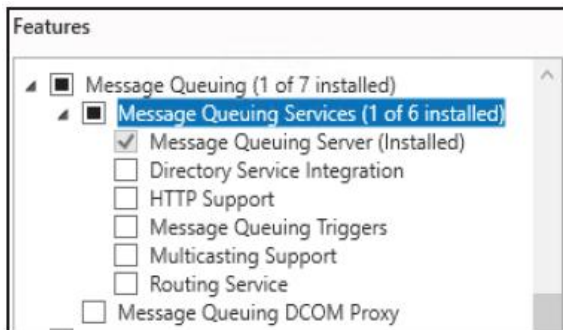 Features
Message Queuing (1 of 7 installed)
Message Queuing Services (1 of 6 installed)
Message Queuing Server (Installed)
Directory Service Integration
HTTP Support
Message Queuing Triggers
Multicasting Support
Routing Service
Message Queuing DCOM Proxy